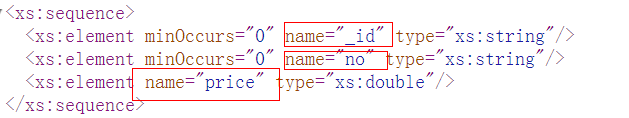 <xs:sequence>
<xs:element minOccurs="0" name="_id" type="xs:string"/>
<xs:element minOccurs="0" name="no" type="xs:string"/>
<xs:element name="price" type="xs:double"/>
</xs:sequence>